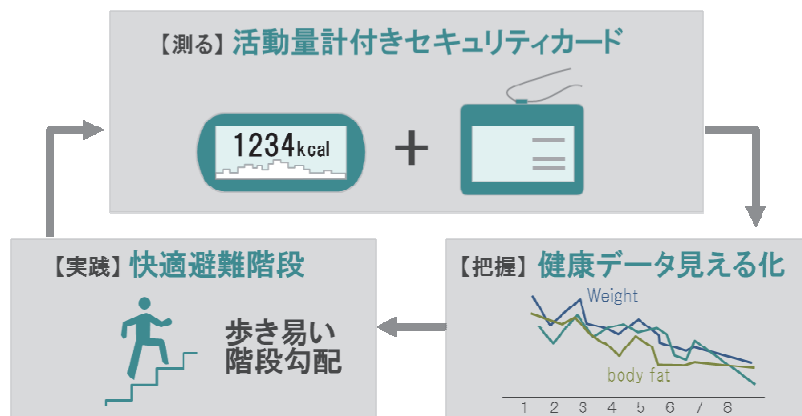 【測る】活動量計付きセキュリティカード
1234kcal
+
【実践】快適避難階段
歩き易い
階段勾配
【把握】健康データ見える化
Weight
body fat
1 2 3 4 5 6 7 8